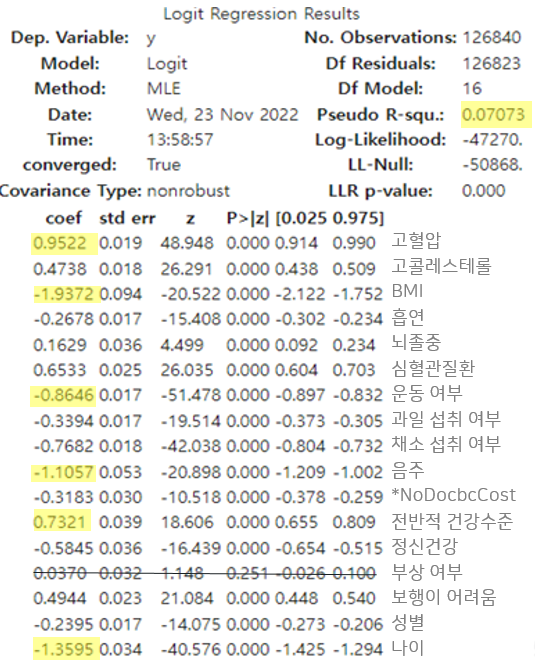 Logit Regression Results
Dep. Variable: y No. Observations: 126840
Model: Logit Df Residuals: 126823
Method: MLE Df Model: 16
Date: Wed, 23 Nov 2022 Pseudo R-squ.: 0.07073
Time: 13:58:57 Log-Likelihood: -47270.
converged: True LL-Null: -50868.
Covariance Type: nonrobust LLR p-value: 0.000
coef std err z P>|z| [0.025 0.975]
0.9522 0.019 48.948 0.000 0.914 0.990 고혈압
0.4738 0.018 26.291 0.000 0.438 0.509 고콜레스테롤
-1.9372 0.094 -20.522 0.000 -2.122 -1.752 BMI
-0.2678 0.017 -15.408 0.000 -0.302 -0.234 흡연
0.1629 0.036 4.499 0.000 0.092 0.234 뇌졸중
0.6533 0.025 26.035 0.000 0.604 0.703 심혈관질환
-0.8646 0.017 -51.478 0.000 -0.897 -0.832 운동 여부
-0.3394 0.017 -19.514 0.000 -0.373 -0.305 과일 섭취 여부
-0.7682 0.018 -42.038 0.000 -0.804 -0.732 채소 섭취 여부
-1.1057 0.053 -20.898 0.000 -1.209 -1.002 음주
-0.3183 0.030 -10.518 0.000 -0.378 -0.259 *NoDocbcCost
0.7321 0.039 18.606 0.000 0.655 0.809 전반적 건강수준
-0.5845 0.036 -16.439 0.000 -0.654 -0.515 정신건강
0.0370 0.032 1.148 0.251 -0.026 0.100 부상 여부
0.4944 0.023 21.084 0.000 0.448 0.540 보행이 어려움
-0.2395 0.017 -14.075 0.000 -0.273 -0.206 성별
-1.3595 0.034 -40.576 0.000 -1.425 -1.294 나이